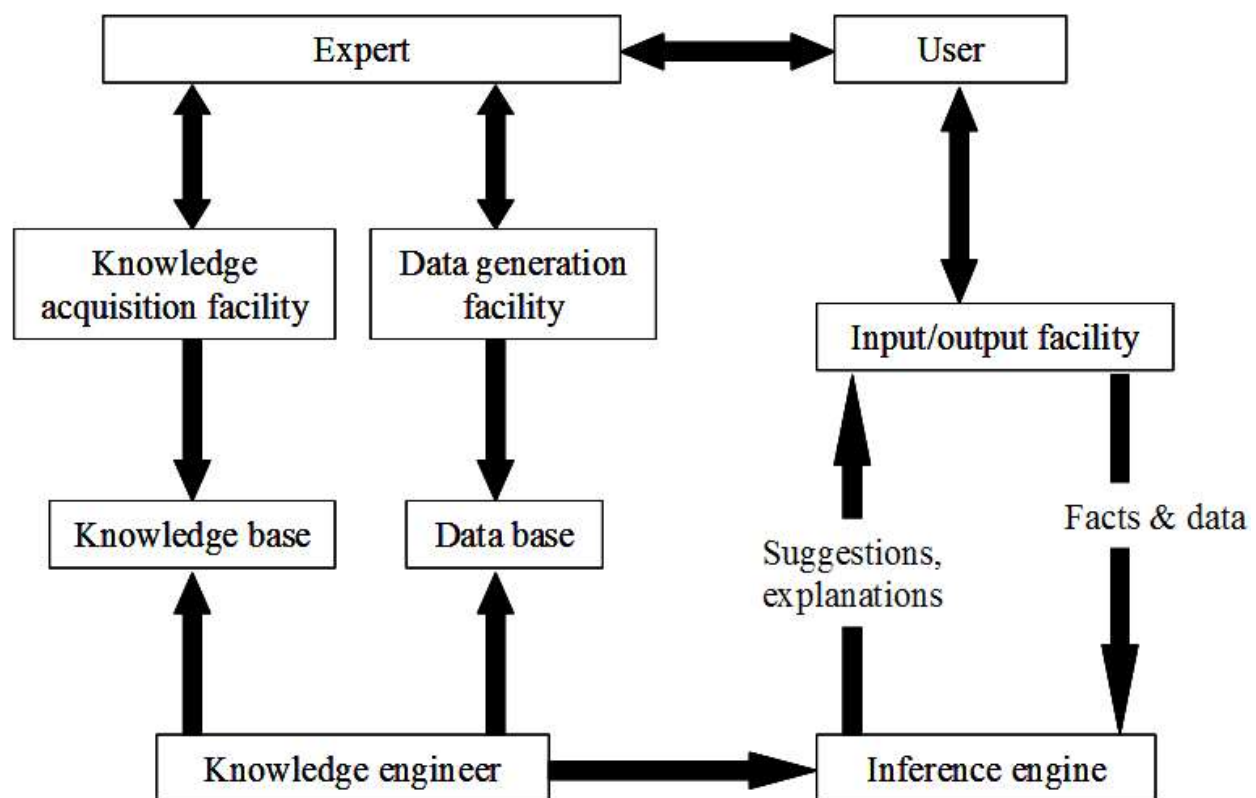 Expert
User
Knowledge
acquisition facility
Data generation
facility
Input/output facility
Knowledge base
Data base
Suggestions,
explanations
Facts & data
Knowledge engineer
Inference engine